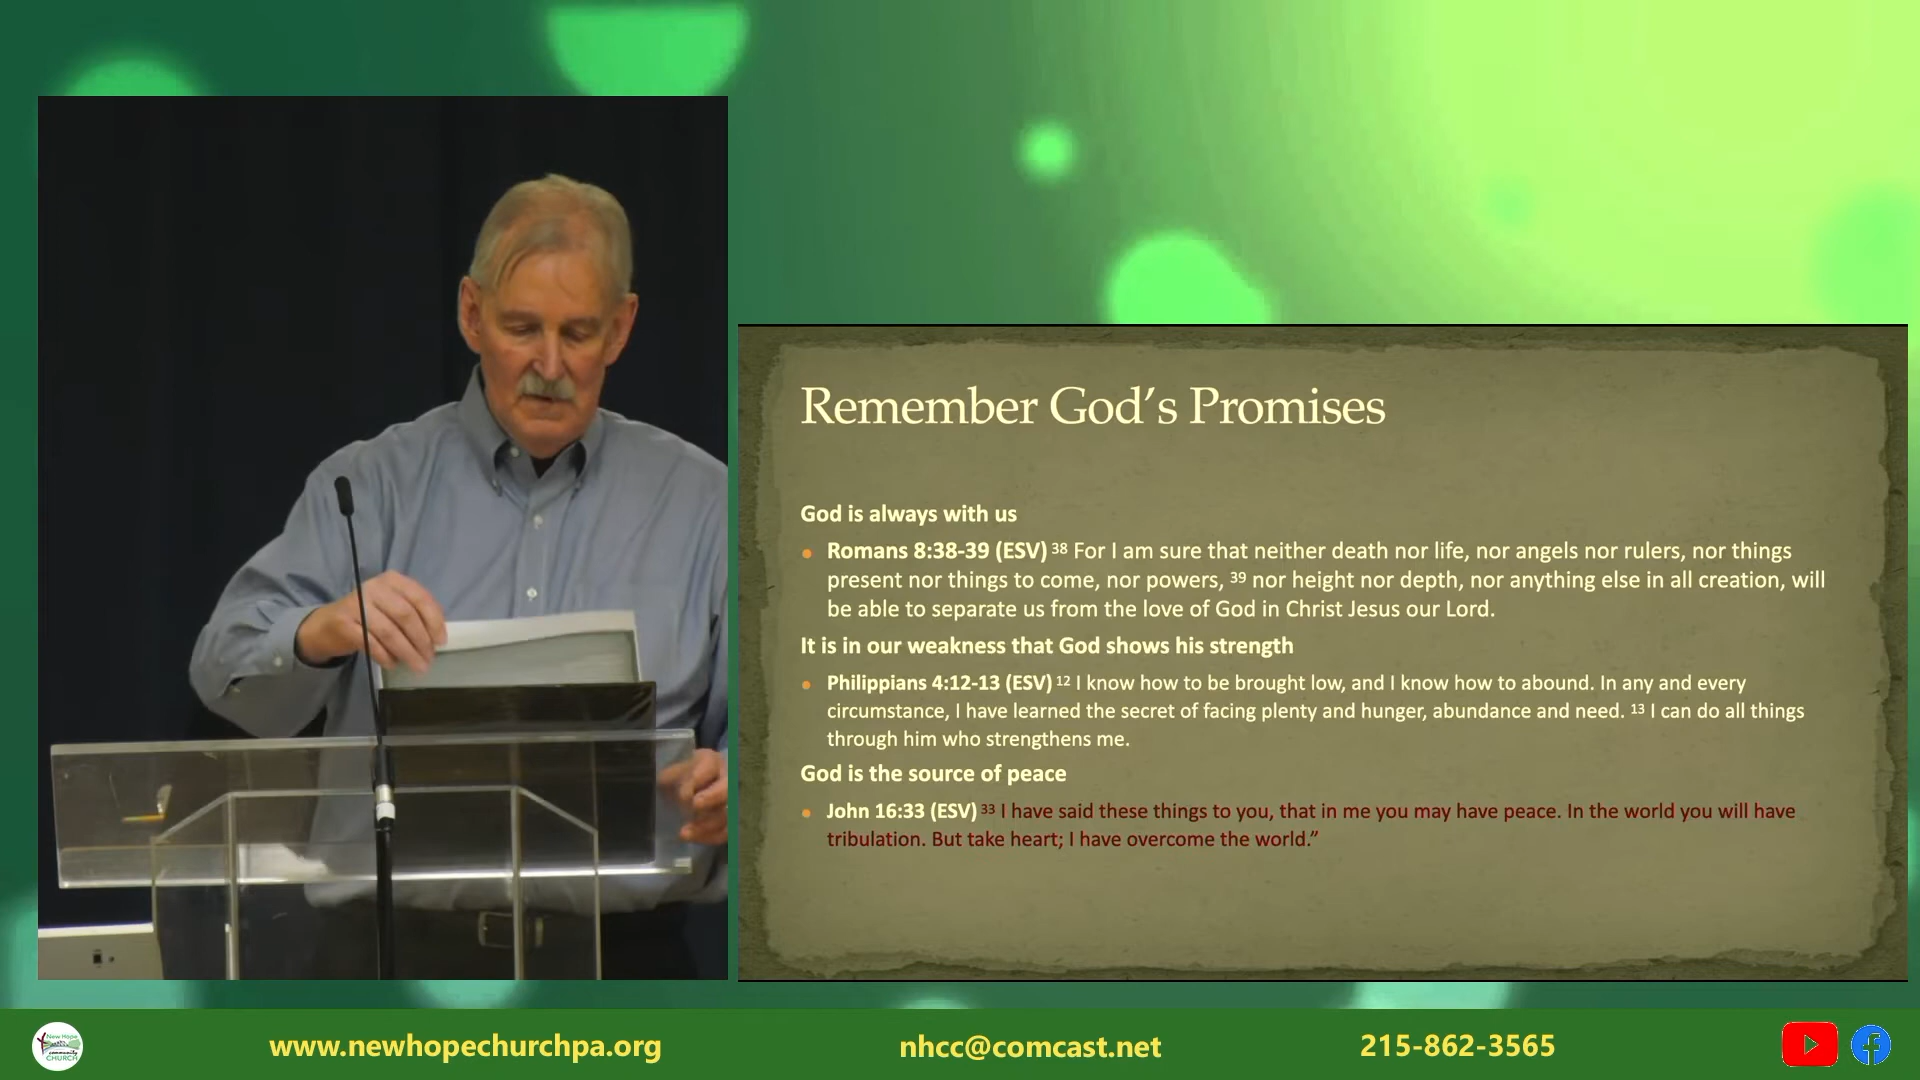 Remember God's Promises
God is always with us
• Romans 8:38-39 (ESV) 38 For I am sure that neither death nor life, nor angels nor rulers, nor things
present nor things to come, nor powers, 39 nor height nor depth, nor anything else in all creation, will
be able to separate us from the love of God in Christ Jesus our Lord.
It is in our weakness that God shows his strength
• Philippians 4:12-13 (ESV) 12 I know how to be brought low, and I know how to abound. In any and every
circumstance, I have learned the secret of facing plenty and hunger, abundance and need. 13 I can do all things
through him who strengthens me.
God is the source of peace
• John 16:33 (ESV) 33 I have said these things to you, that in me you may have peace. In the world you will have
tribulation. But take heart; I have overcome the world.”
New Hope
community
CHURCH
www.newhopechurchpa.org
nhcc@comcast.net
215-862-3565